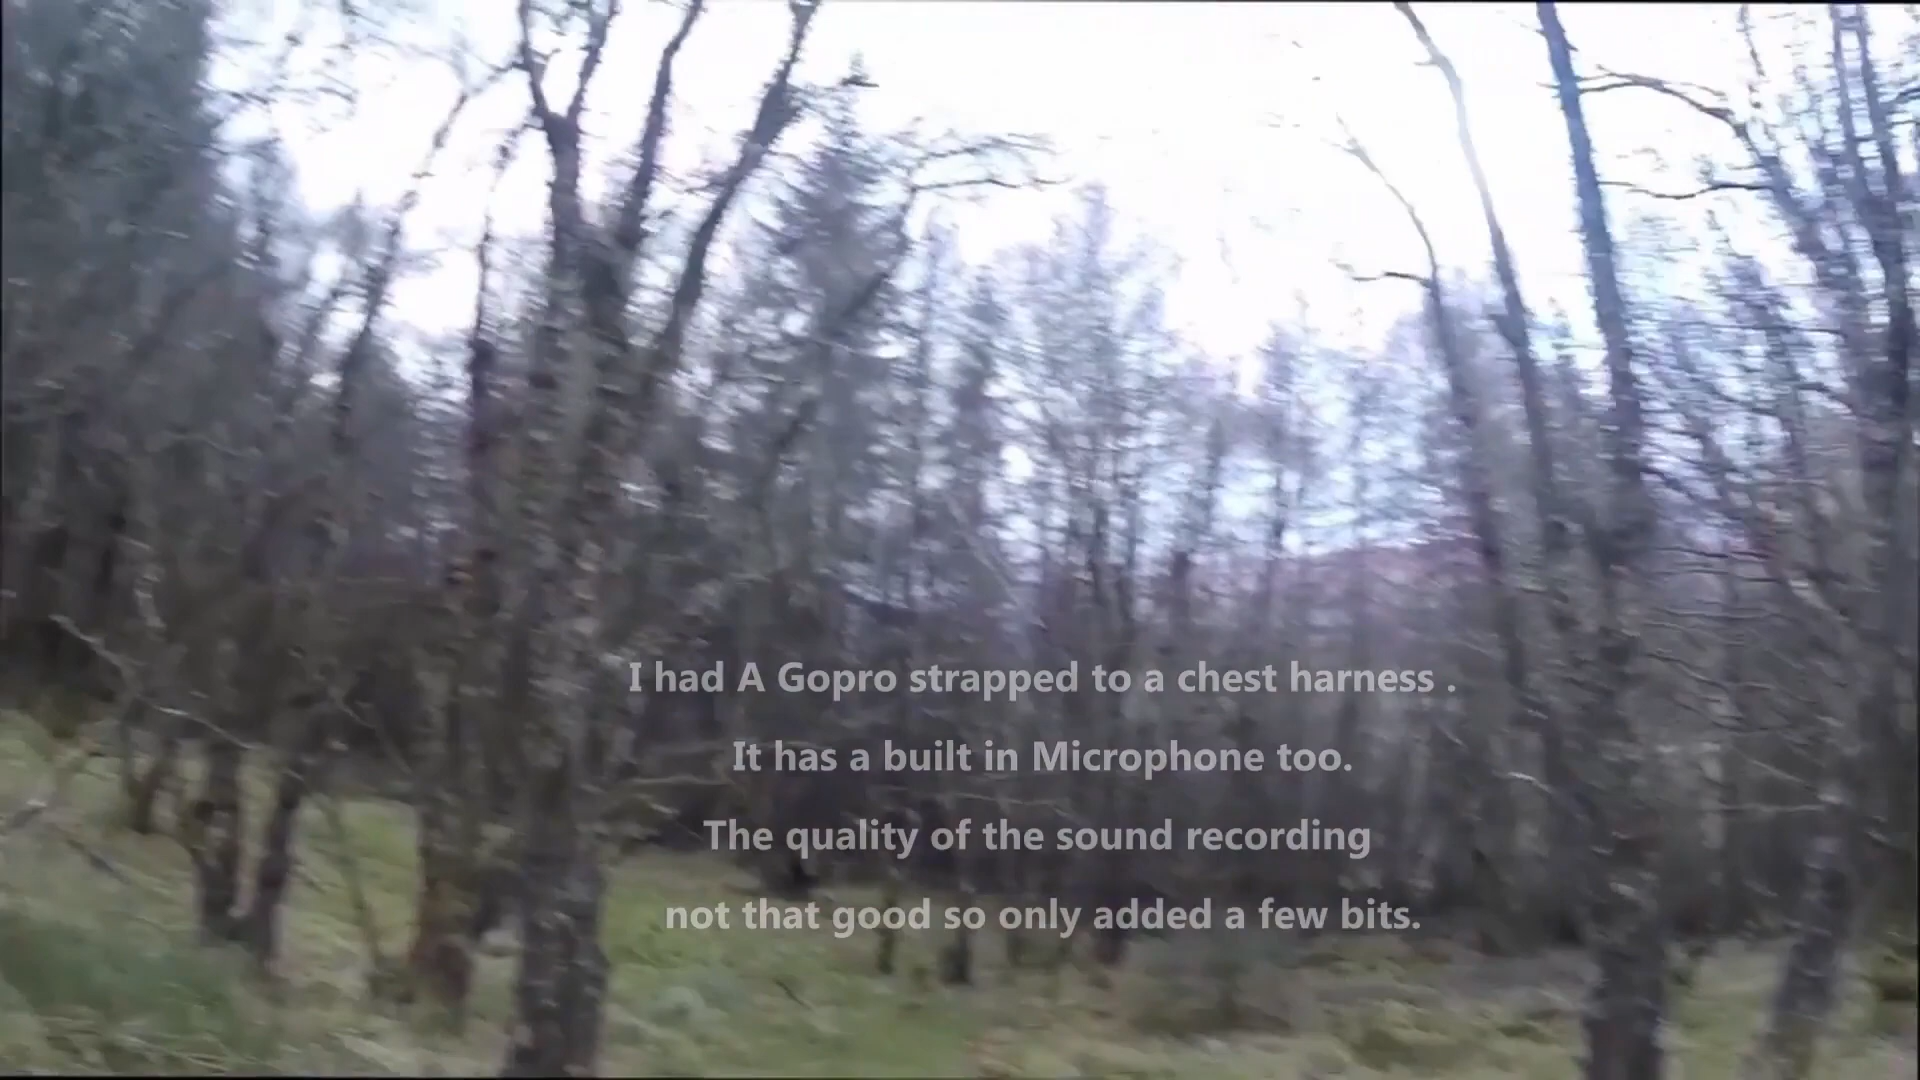 I had A Gopro strapped to a chest harness .
It has a built in Microphone too.
The quality of the sound recording
not that good so only added a few bits.